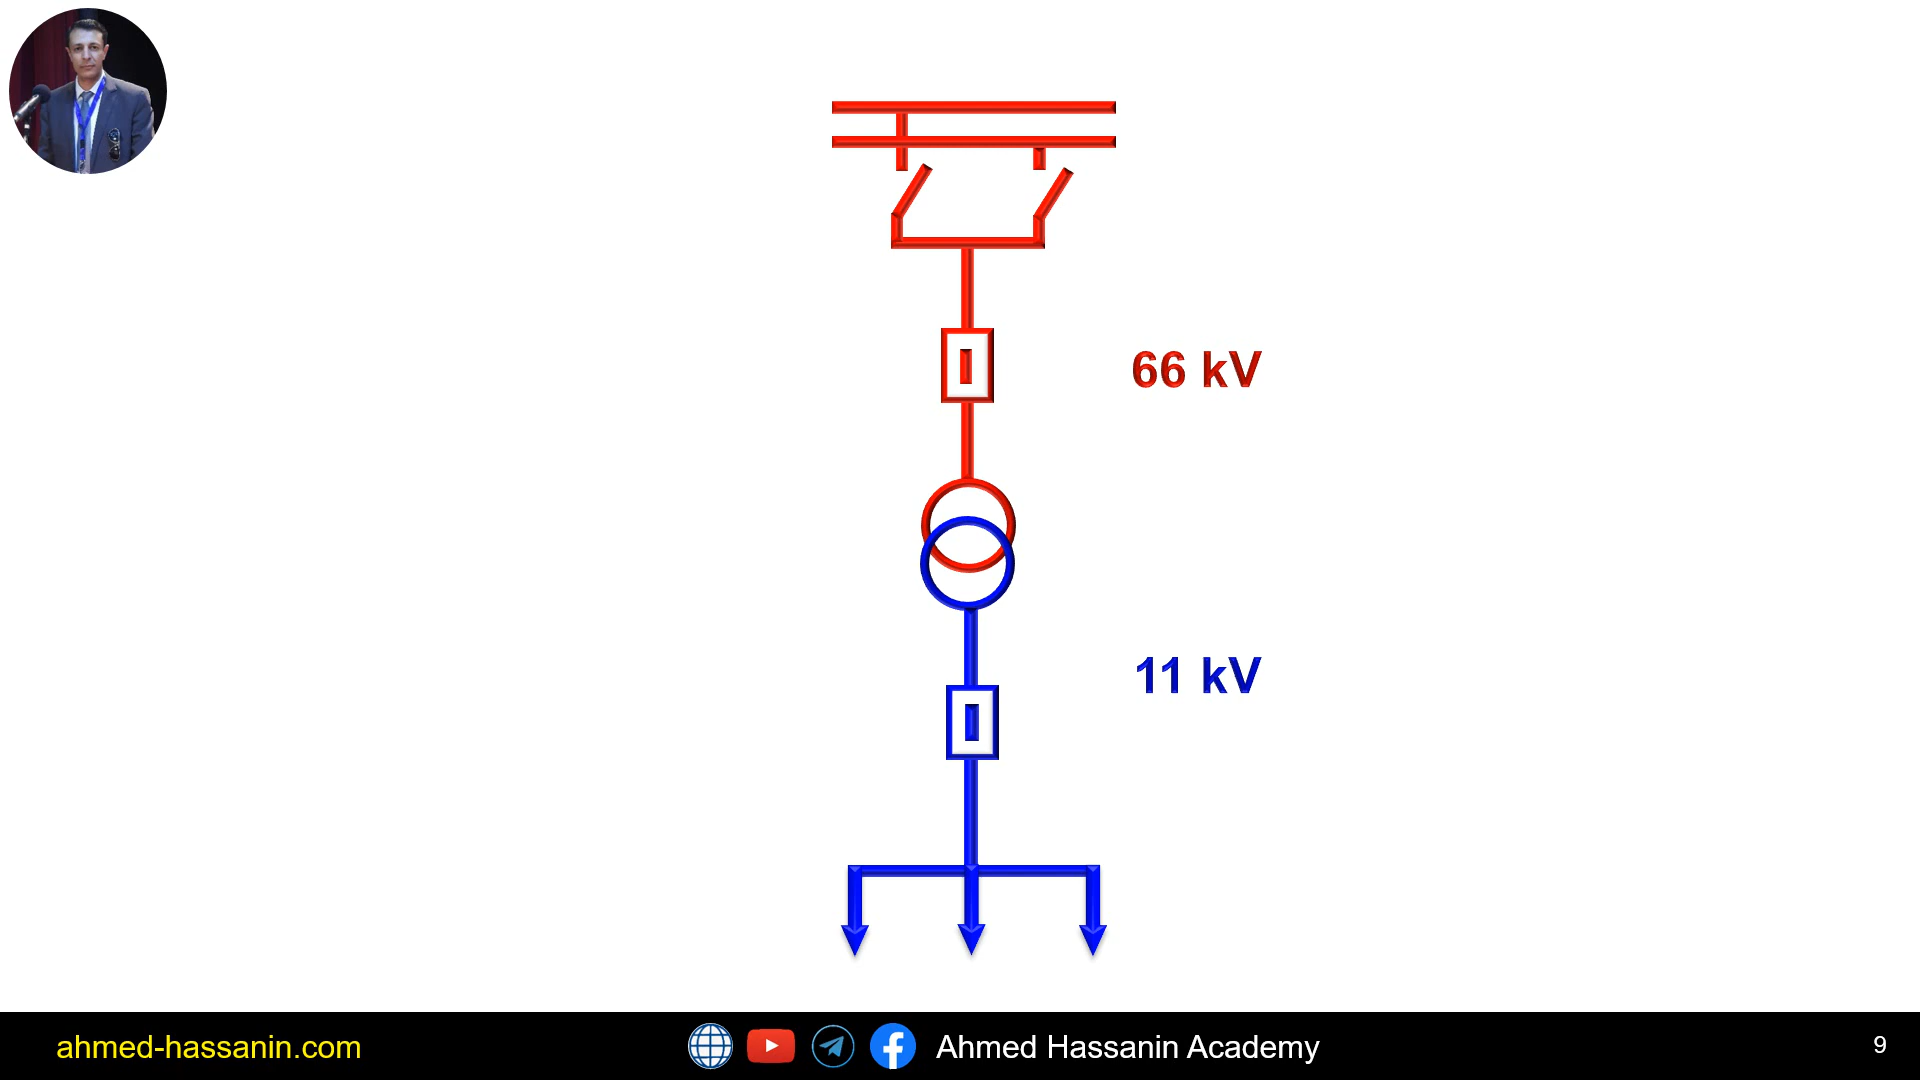 66 kV
11 kV
ahmed-hassanin.com
Ahmed Hassanin Academy
9